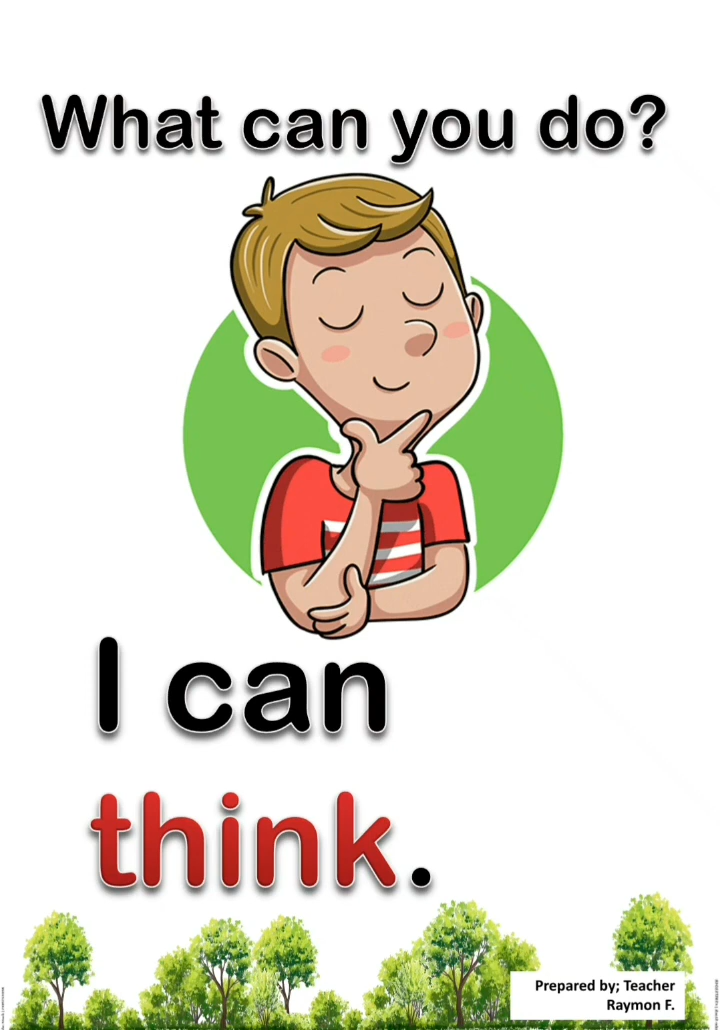 What can you do?
I can
think.
Prepared by; Teacher
Raymon F.